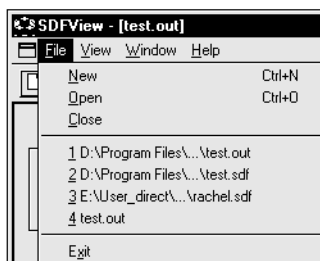 SDFView - [test.out]
File View Window Help
New Ctrl+N
Open Ctrl+O
Close
1 D:\Program Files\...\test.out
2 D:\Program Files\...\test.sdf
3 E:\User_direct\...\rachel.sdf
4 test.out
Exit